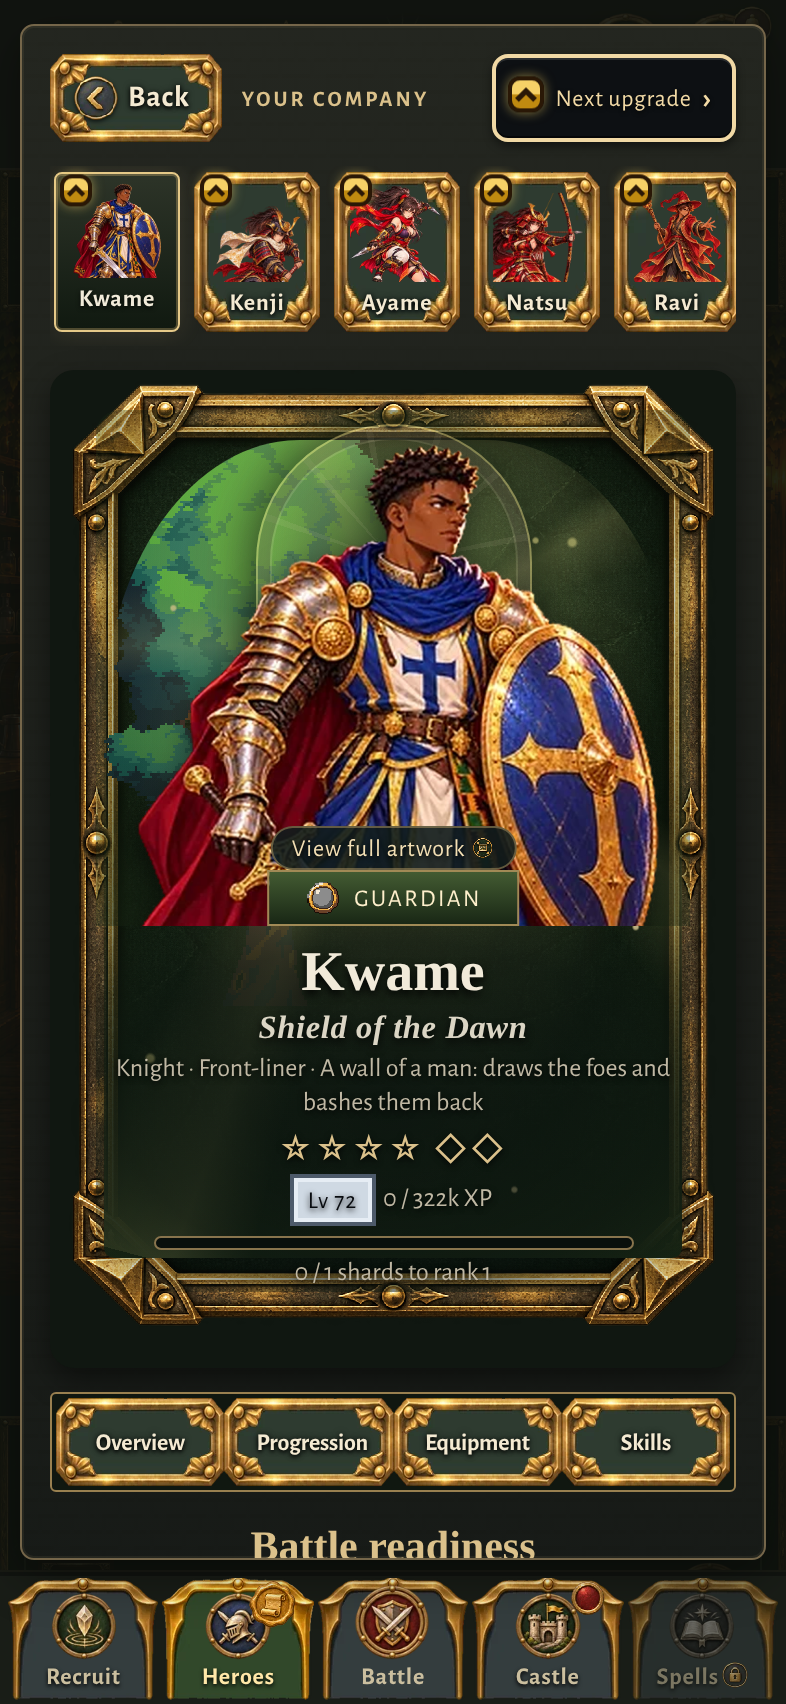 Back
YOUR COMPANY
Next upgrade ›
Kwame
Kenji
Ayame
Natsu
Ravi
View full artwork
GUARDIAN
Kwame
Shield of the Dawn
Knight · Front-liner · A wall of a man: draws the foes and
bashes them back
Lv 72
0 / 322k XP
0 / 1 shards to rank 1
Overview
Progression
Equipment
Skills
Battle readiness
Recruit
Heroes
Battle
Castle
Spells